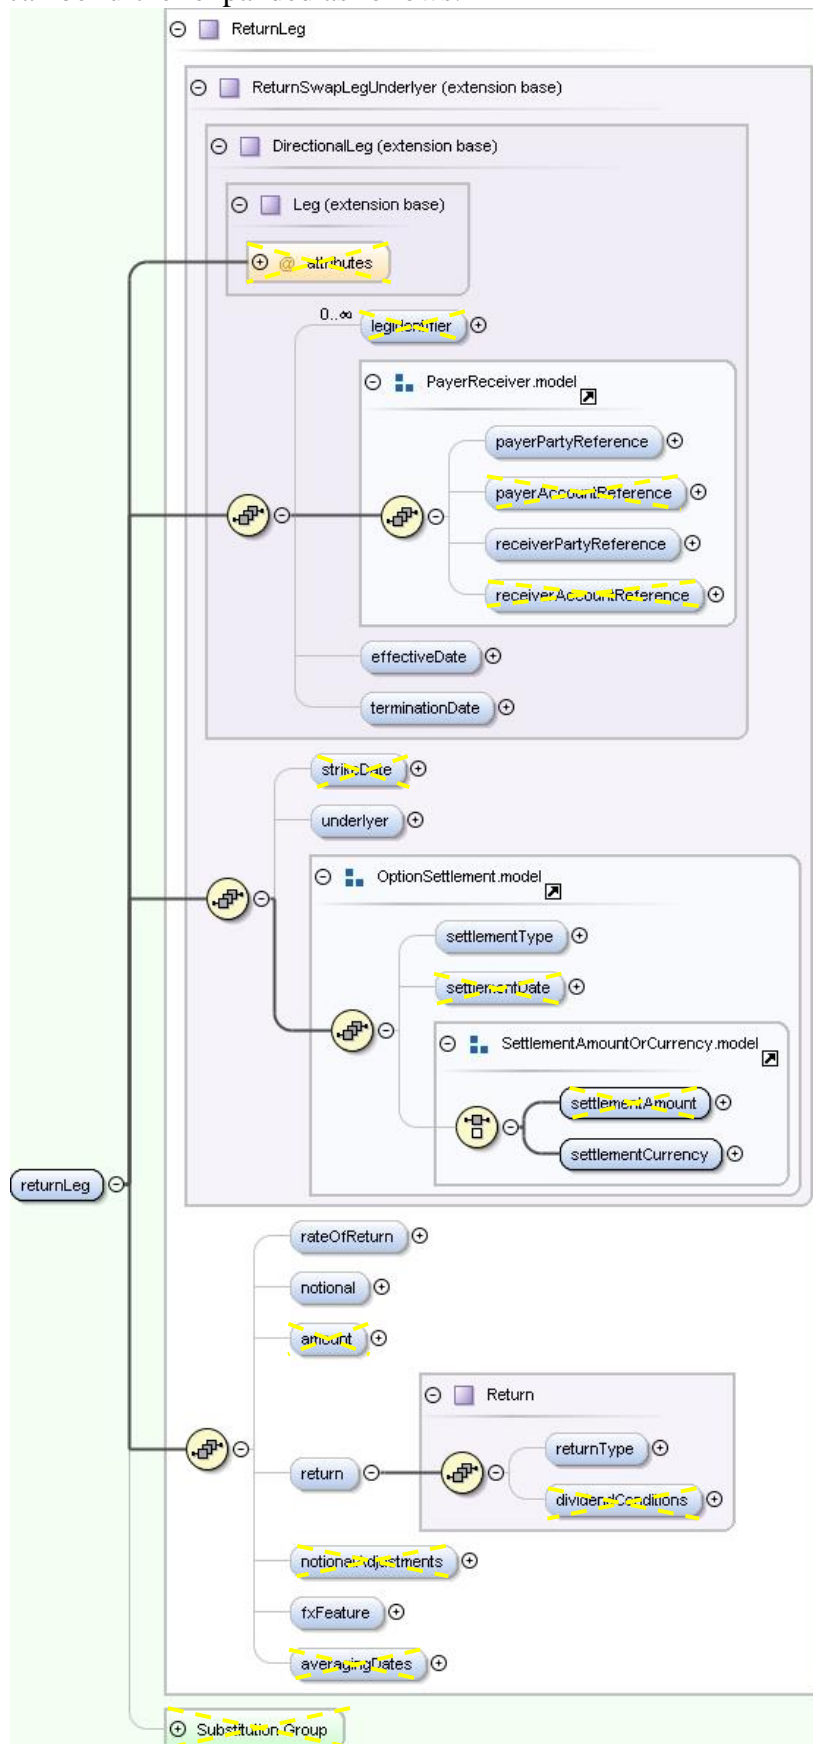 ReturnLeg
ReturnSwapLegUnderlyer (extension base)
DirectionalLeg (extension base)
Leg (extension base)
@ attributes
0..∞
legIdentifier
PayerReceiver.model
payerPartyReference
payerAccountReference
receiverPartyReference
receiverAccountReference
effectiveDate
terminationDate
strikeDate
underlyer
OptionSettlement.model
settlementType
settlementDate
SettlementAmountOrCurrency.model
settlementAmount
settlementCurrency
returnLeg
rateOfReturn
notional
amount
Return
returnType
return
dividendConditions
notionalAdjustments
fxFeature
averagingDates
Substitution Group